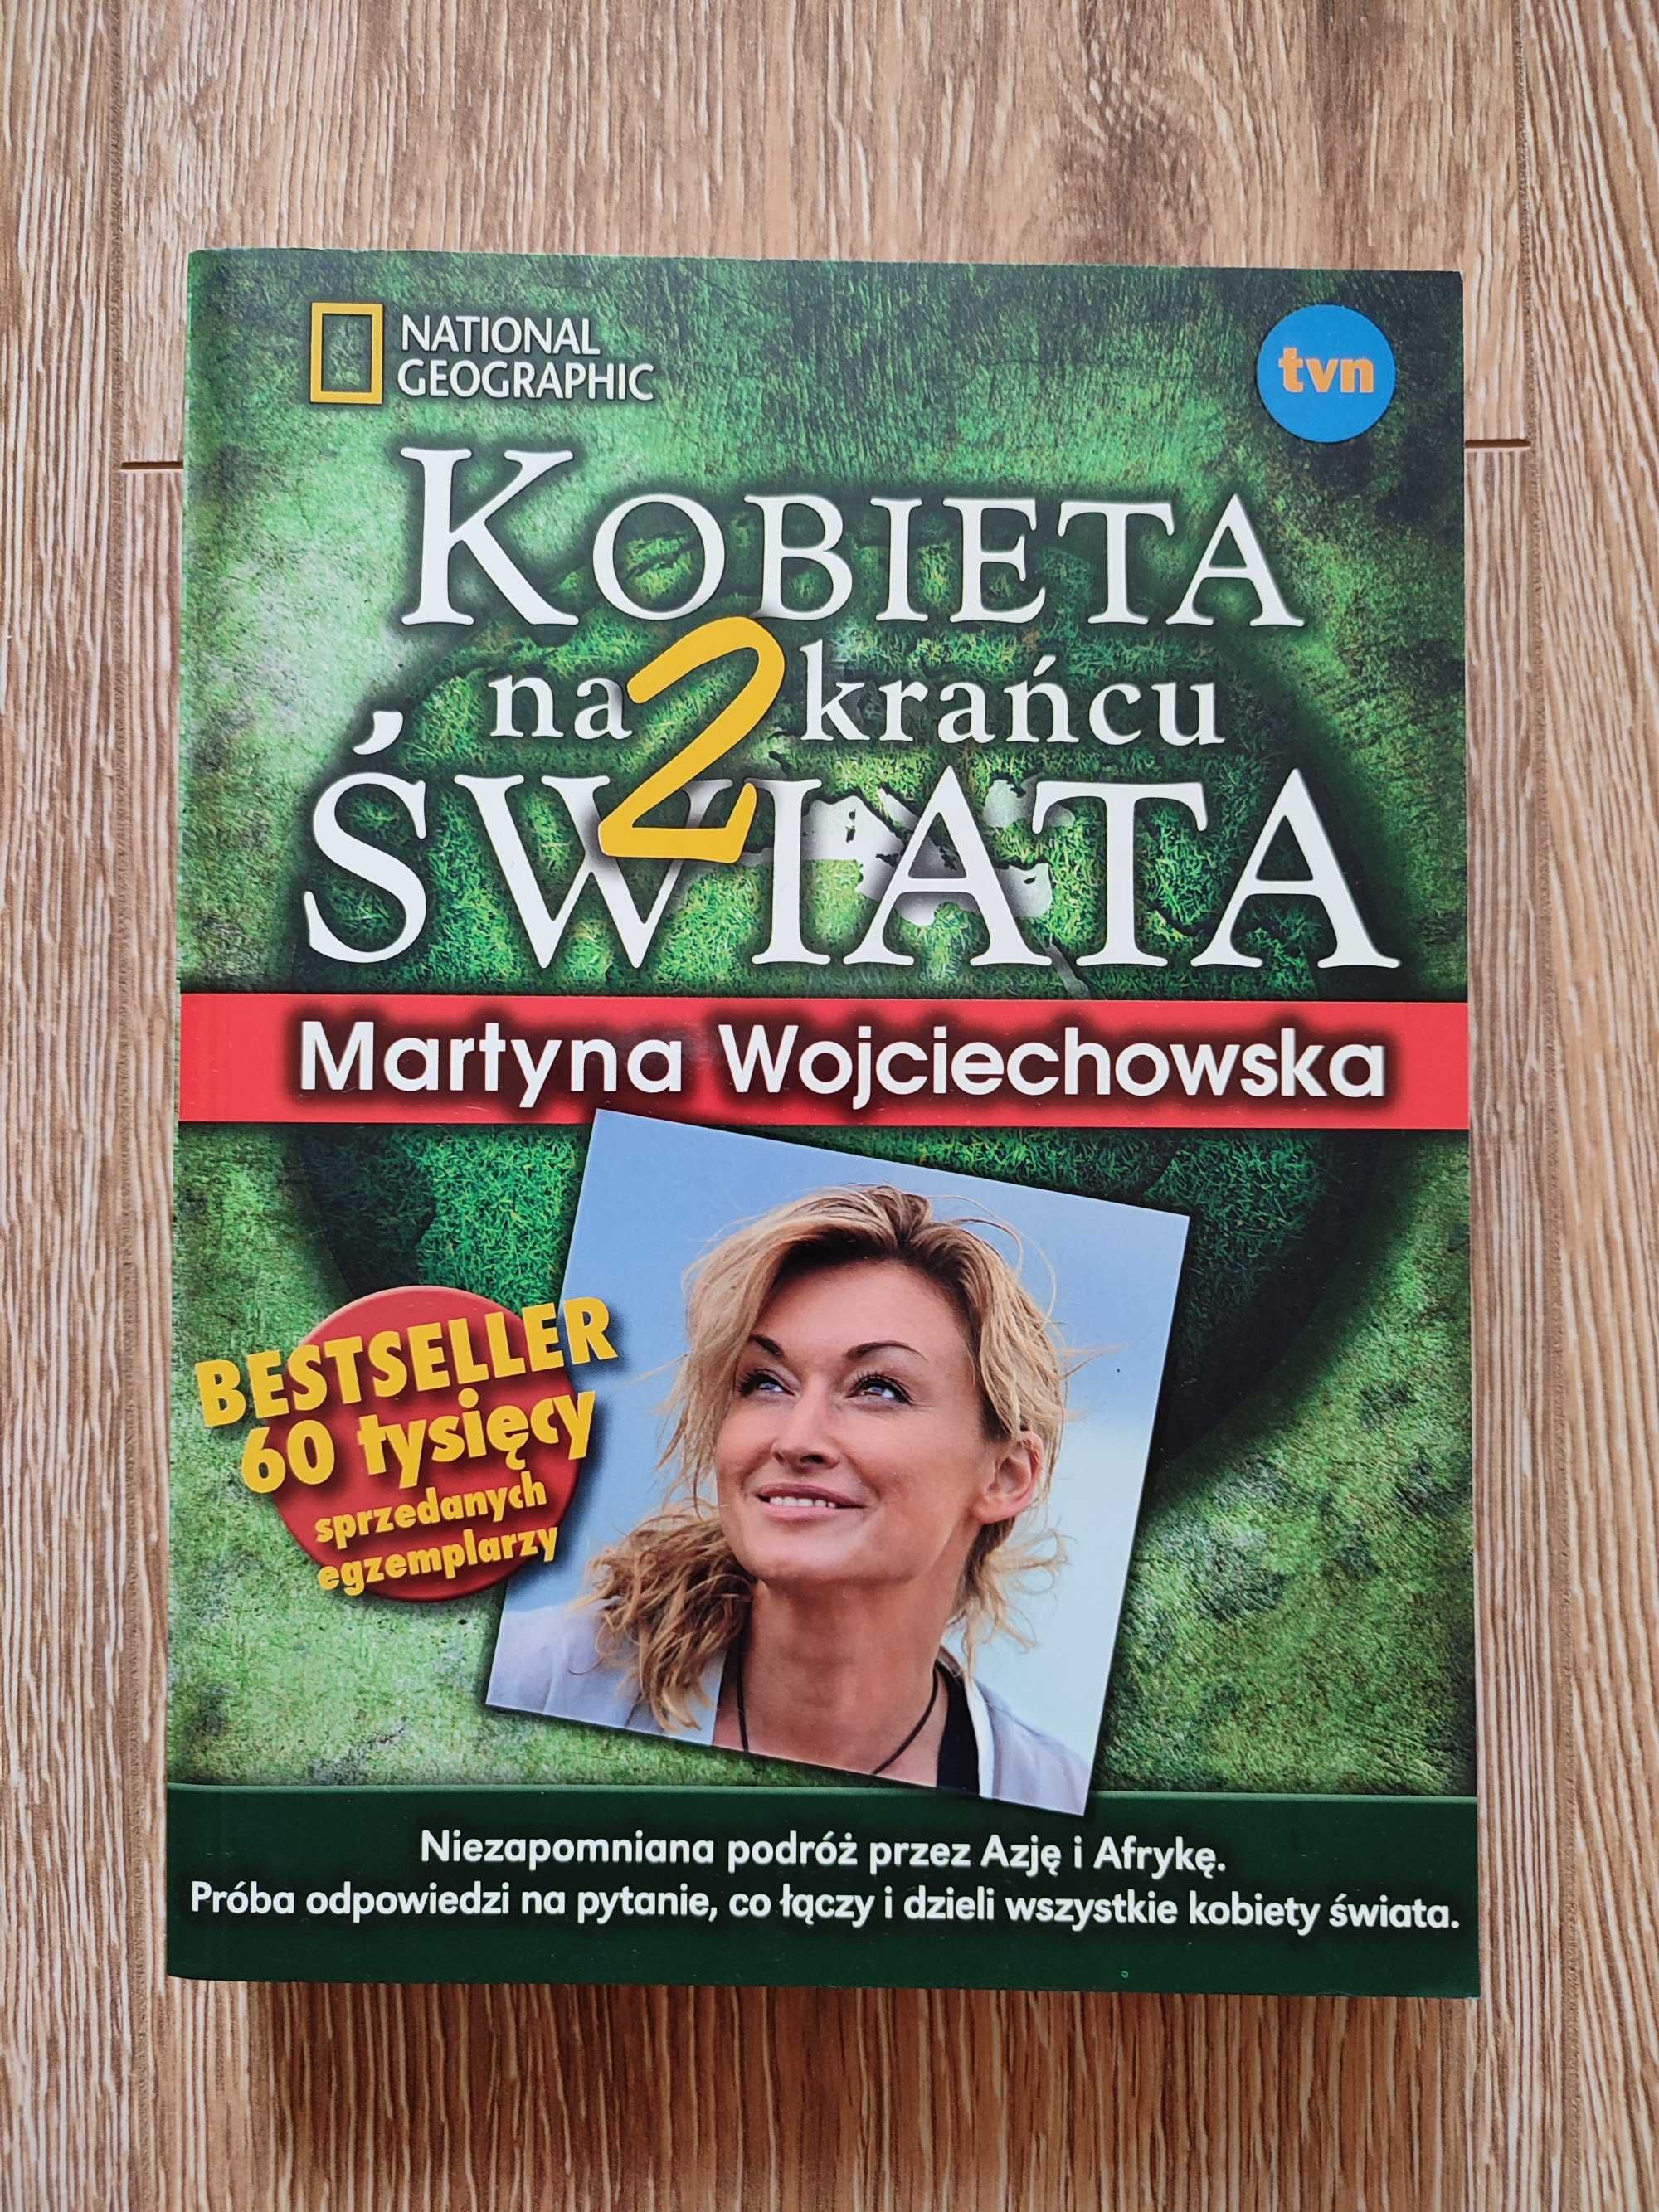 NATIONAL
GEOGRAPHIC
tvn
KOBIETA
na 2 krańcu
ŚWIATA
Martyna Wojciechowska
BESTSELLER
60 tysięcy
sprzedanych
egzemplarzy
Niezapomniana podróż przez Azję i Afrykę.
Próba odpowiedzi na pytanie, co łączy i dzieli wszystkie kobiety świata.